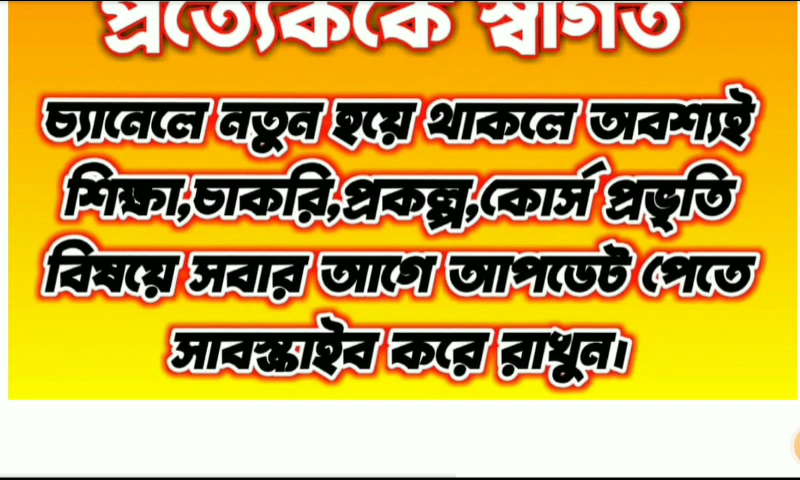 প্রত্যেককে স্বাগত
চ্যানেলে নতুন হয়ে থাকলে অবশ্যই
শিক্ষা,চাকরি,প্রকল্প,কোর্স প্রভৃতি
বিষয়ে সবার আগে আপডেট পেতে
সাবস্ক্রাইব করে রাখুন।